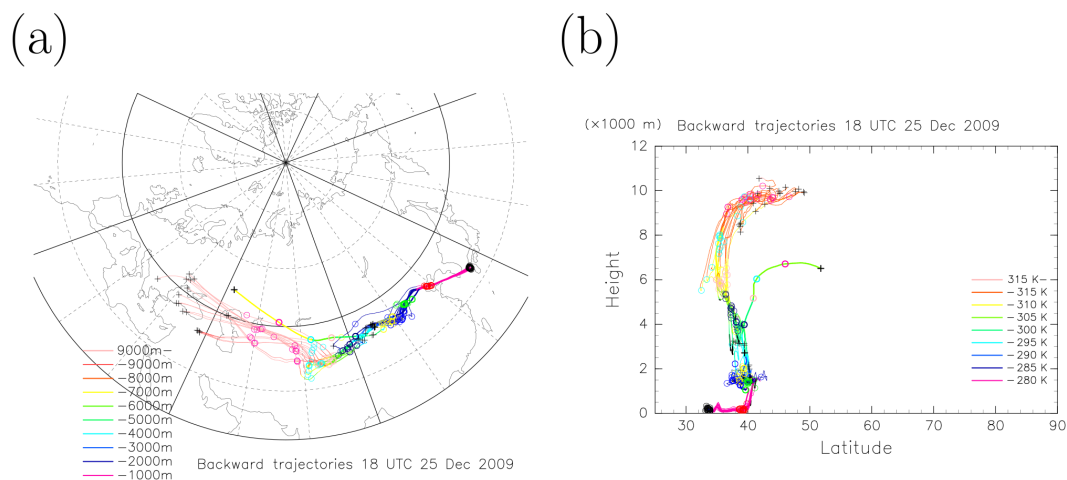 (a)
9000m−
−9000m
−8000m
−7000m
−6000m
−5000m
−4000m
−3000m
−2000m
−1000m
Backward trajectories 18 UTC 25 Dec 2009
(b)
(×1000 m) Backward trajectories 18 UTC 25 Dec 2009
12
10
8
6
4
2
0
Height
315 K−
−315 K
−310 K
−305 K
−300 K
−295 K
−290 K
−285 K
−280 K
30 40 50 60 70 80 90
Latitude